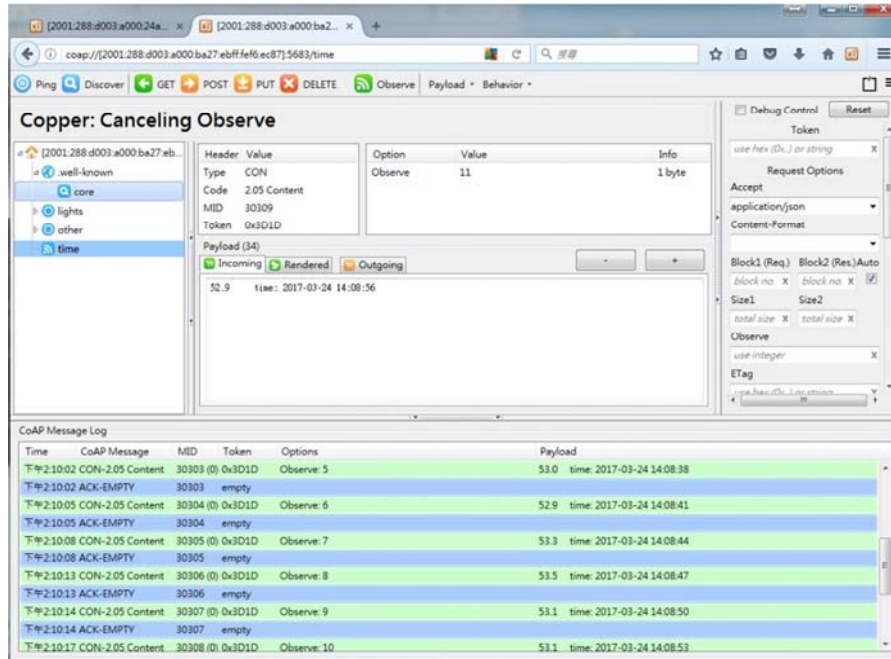 [2001:288:d003:a000:24a... × [2001:288:d003:a000:ba2... × +
coap://[2001:288:d003:a000:ba27:ebff:fef6:ec87]:5683/time 搜尋
Ping Discover GET POST PUT DELETE Observe Payload Behavior
Copper: Canceling Observe
[2001:288:d003:a000:ba27:eb...
.well-known
core
lights
other
time
Header Value
Type CON
Code 2.05 Content
MID 30309
Token 0x3D1D
Option Value Info
Observe 11 1 byte
Payload (34)
Incoming Rendered Outgoing - +
52.9 time: 2017-03-24 14:08:56
Debug Control Reset
Token
use hex (0x..) or string X
Request Options
Accept
application/json
Content-Format
Block1 (Req.) Block2 (Res.) Auto
block no. X block no. X
Size1 Size2
total size X total size X
Observe
use integer X
ETag
use hex (0x..) or string X
CoAP Message Log
Time CoAP Message MID Token Options Payload
下午2:10:02 CON-2.05 Content 30303 (0) 0x3D1D Observe: 5 53.0 time: 2017-03-24 14:08:38
下午2:10:02 ACK-EMPTY 30303 empty
下午2:10:05 CON-2.05 Content 30304 (0) 0x3D1D Observe: 6 52.9 time: 2017-03-24 14:08:41
下午2:10:05 ACK-EMPTY 30304 empty
下午2:10:08 CON-2.05 Content 30305 (0) 0x3D1D Observe: 7 53.3 time: 2017-03-24 14:08:44
下午2:10:08 ACK-EMPTY 30305 empty
下午2:10:13 CON-2.05 Content 30306 (0) 0x3D1D Observe: 8 53.5 time: 2017-03-24 14:08:47
下午2:10:13 ACK-EMPTY 30306 empty
下午2:10:14 CON-2.05 Content 30307 (0) 0x3D1D Observe: 9 53.1 time: 2017-03-24 14:08:50
下午2:10:14 ACK-EMPTY 30307 empty
下午2:10:17 CON-2.05 Content 30308 (0) 0x3D1D Observe: 10 53.1 time: 2017-03-24 14:08:53